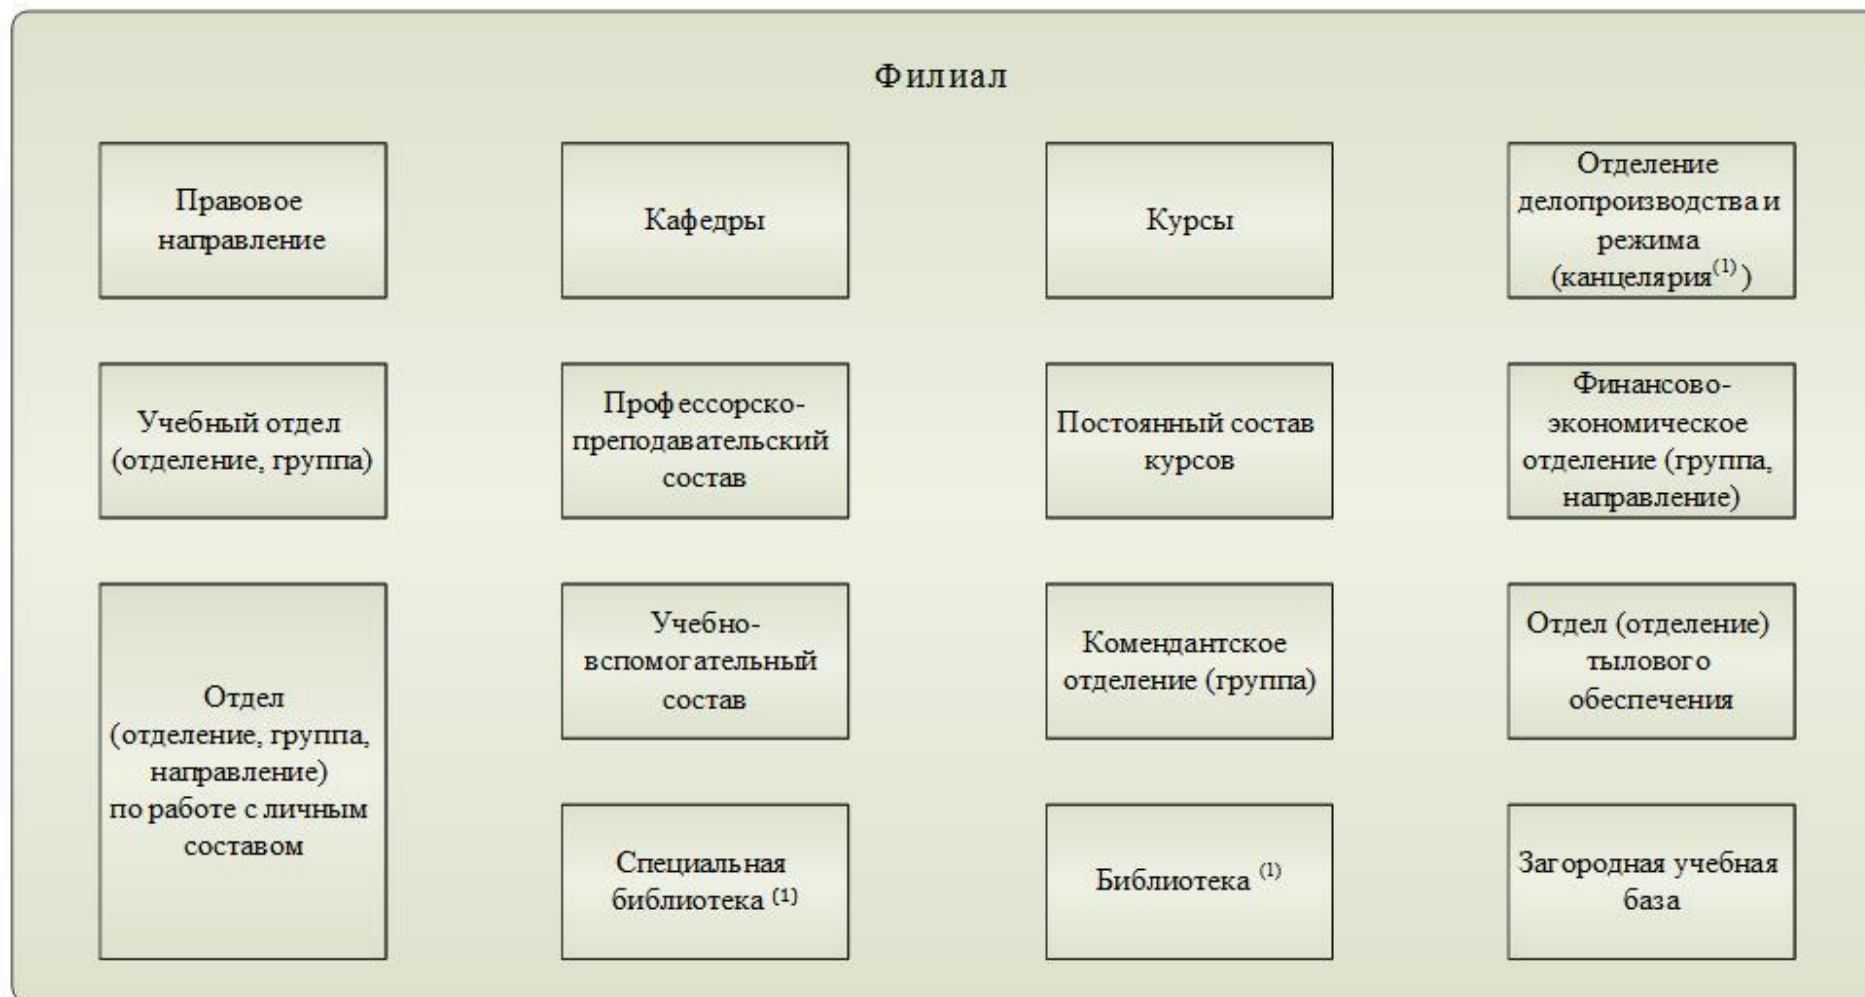 Филиал
Правовое
направление
Кафедры
Курсы
Отделение
делопроизводства и
режима
(канцелярия(1))
Учебный отдел
(отделение, группа)
Профессорско-
преподавательский
состав
Постоянный состав
курсов
Финансово-
экономическое
отделение (группа,
направление)
Отдел
(отделение, группа,
направление)
по работе с личным
составом
Учебно-
вспомогательный
состав
Комендантское
отделение (группа)
Отдел (отделение)
тылового
обеспечения
Специальная
библиотека (1)
Библиотека (1)
Загородная учебная
база